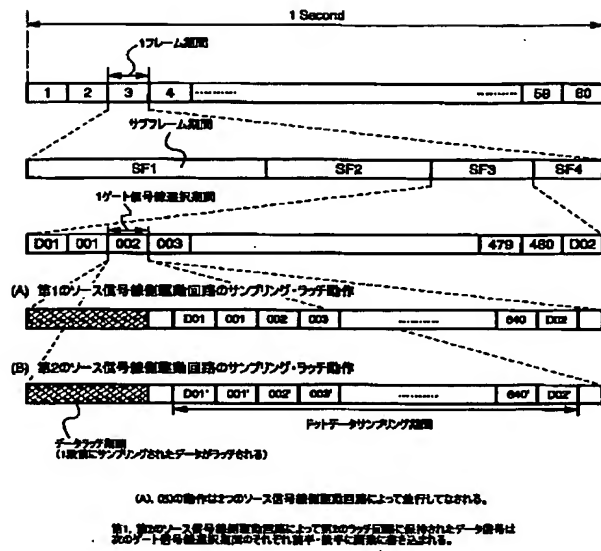 1 Second
1フレーム期間
1 2 3 4 ………… ………… 59 60
サブフレーム期間
SF1 SF2 SF3 SF4
1ゲート信号線選択期間
D01 001 002 003 479 480 D02
(A) 第1のソース信号線側駆動回路のサンプリング・ラッチ動作
D01 001 002 003 ………… 640 D02
(B) 第2のソース信号線側駆動回路のサンプリング・ラッチ動作
D01' 001' 002' 003' ………… 640' D02'
ドットデータサンプリング期間
データラッチ期間
(1段前にサンプリングされたデータがラッチされる)
(A)、(B)の動作は2つのソース信号線側駆動回路によって並行してなされる。
第1、第2のソース信号線側駆動回路によって第2のラッチ回路に保持されたデータ信号は
次のゲート信号線選択期間のそれぞれ前半・後半に画素に書き込まれる。